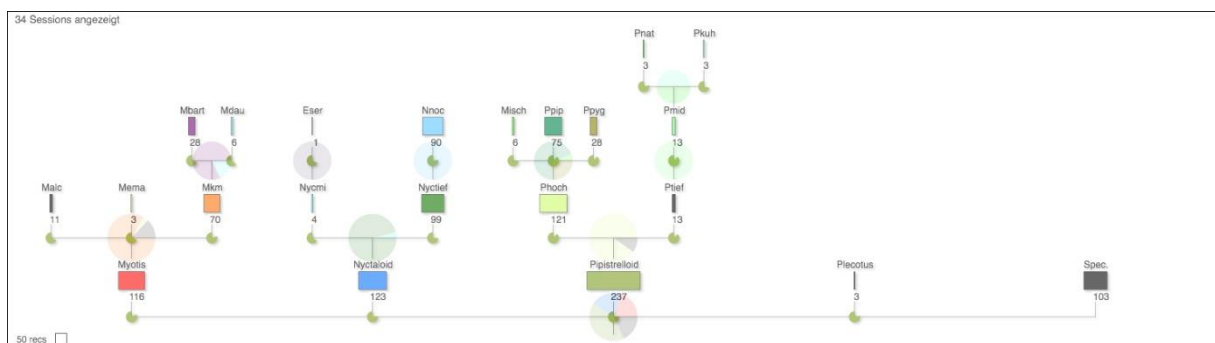 34 Sessions angezeigt
Pnat Pkuh
3 3
Mbart Mdau Eser Nnoc Misch Ppip Ppyg Pmid
28 6 1 90 6 75 28 13
Malc Mema Mkm Nycmi Nyctief Phoch Ptief
11 3 70 4 99 121 13
Myotis Nyctaloid Pipistrelloid Plecotus Spec.
116 123 237 3 103
50 recs